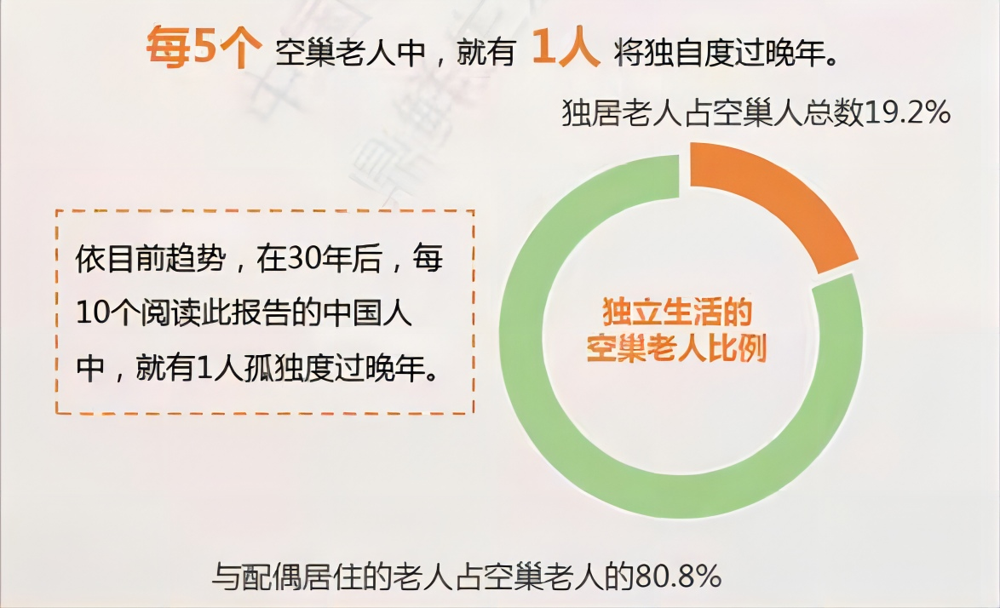 每5个 空巢老人中，就有 1人 将独自度过晚年。
独居老人占空巢人总数19.2%
依目前趋势，在30年后，每
10个阅读此报告的中国人
中，就有1人孤独度过晚年。
独立生活的
空巢老人比例
与配偶居住的老人占空巢老人的80.8%